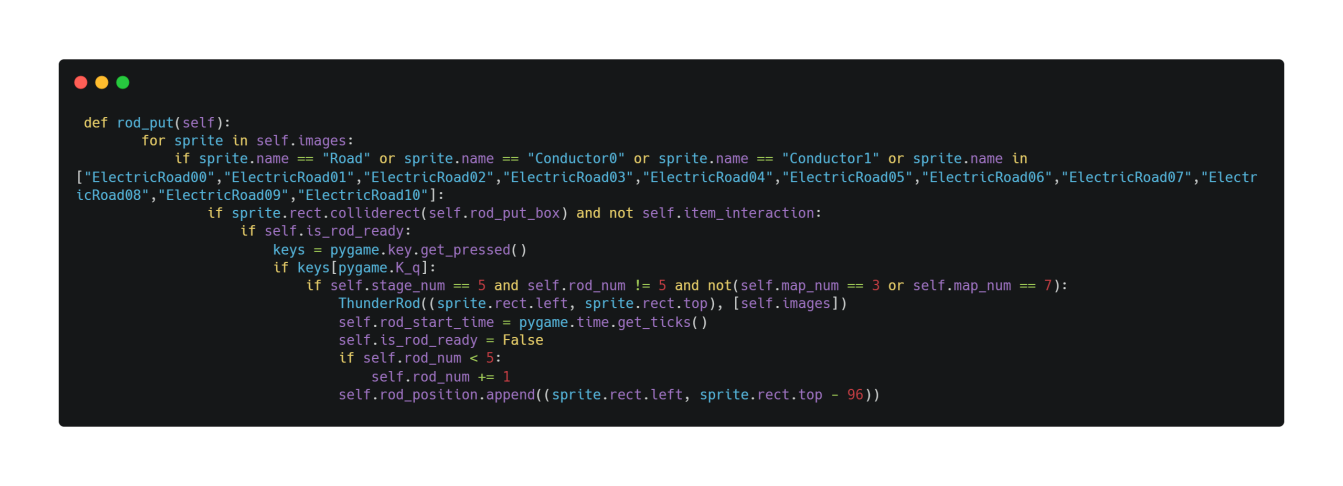 def rod_put(self):
for sprite in self.images:
if sprite.name == "Road" or sprite.name == "Conductor0" or sprite.name == "Conductor1" or sprite.name in
["ElectricRoad00","ElectricRoad01","ElectricRoad02","ElectricRoad03","ElectricRoad04","ElectricRoad05","ElectricRoad06","ElectricRoad07","Electr
icRoad08","ElectricRoad09","ElectricRoad10"]:
if sprite.rect.colliderect(self.rod_put_box) and not self.item_interaction:
if self.is_rod_ready:
keys = pygame.key.get_pressed()
if keys[pygame.K_q]:
if self.stage_num == 5 and self.rod_num != 5 and not(self.map_num == 3 or self.map_num == 7):
ThunderRod((sprite.rect.left, sprite.rect.top), [self.images])
self.rod_start_time = pygame.time.get_ticks()
self.is_rod_ready = False
if self.rod_num < 5:
self.rod_num += 1
self.rod_position.append((sprite.rect.left, sprite.rect.top - 96))